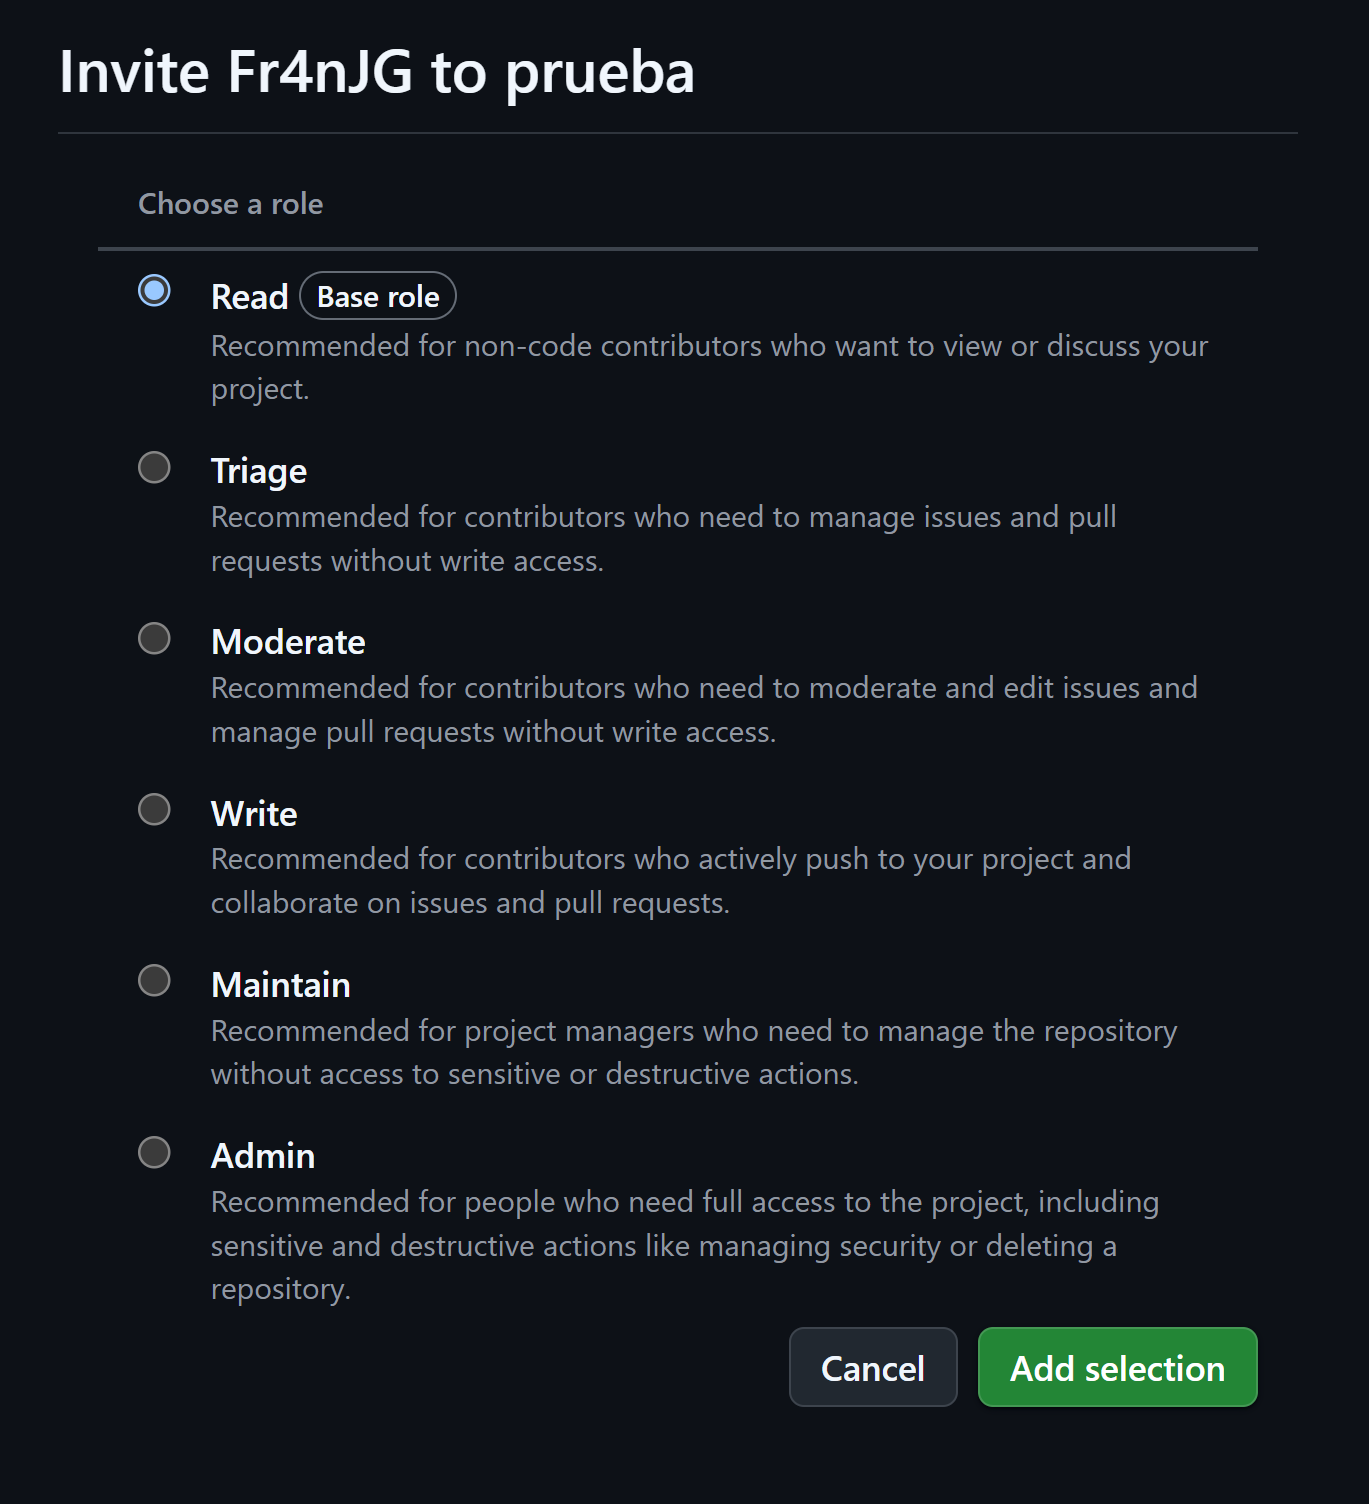 Invite Fr4nJG to prueba
Choose a role
Read Base role
Recommended for non-code contributors who want to view or discuss your
project.
Triage
Recommended for contributors who need to manage issues and pull
requests without write access.
Moderate
Recommended for contributors who need to moderate and edit issues and
manage pull requests without write access.
Write
Recommended for contributors who actively push to your project and
collaborate on issues and pull requests.
Maintain
Recommended for project managers who need to manage the repository
without access to sensitive or destructive actions.
Admin
Recommended for people who need full access to the project, including
sensitive and destructive actions like managing security or deleting a
repository.
Cancel Add selection